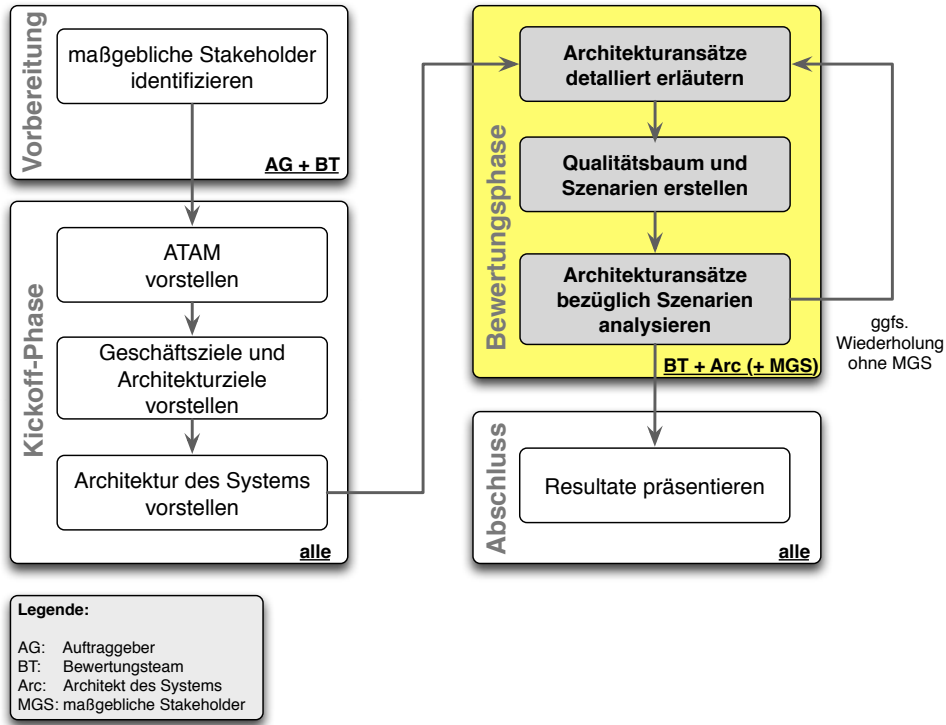 Vorbereitung
maßgebliche Stakeholder
identifizieren
AG + BT
Kickoff-Phase
ATAM
vorstellen
Geschäftsziele und
Architekturziele
vorstellen
Architektur des Systems
vorstellen
alle
Bewertungsphase
Architekturansätze
detalliert erläutern
Qualitätsbaum und
Szenarien erstellen
Architekturansätze
bezüglich Szenarien
analysieren
BT + Arc (+ MGS)
ggfs.
Wiederholung
ohne MGS
Abschluss
Resultate präsentieren
alle
Legende:
AG: Auftraggeber
BT: Bewertungsteam
Arc: Architekt des Systems
MGS: maßgebliche Stakeholder